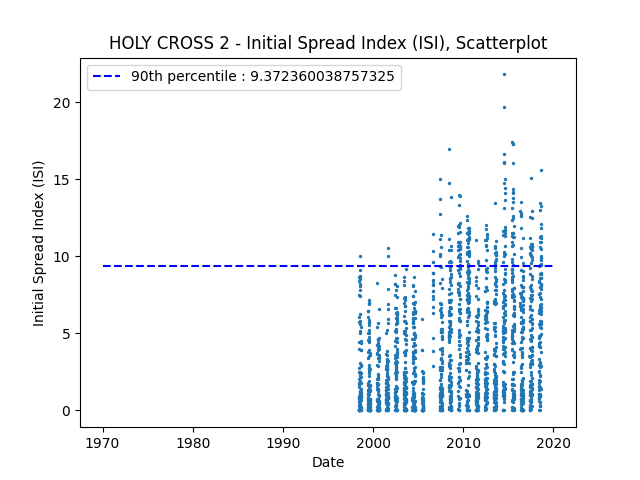 HOLY CROSS 2 - Initial Spread Index (ISI), Scatterplot
90th percentile : 9.372360038757325
Initial Spread Index (ISI)
20
15
10
5
0
1970 1980 1990 2000 2010 2020
Date